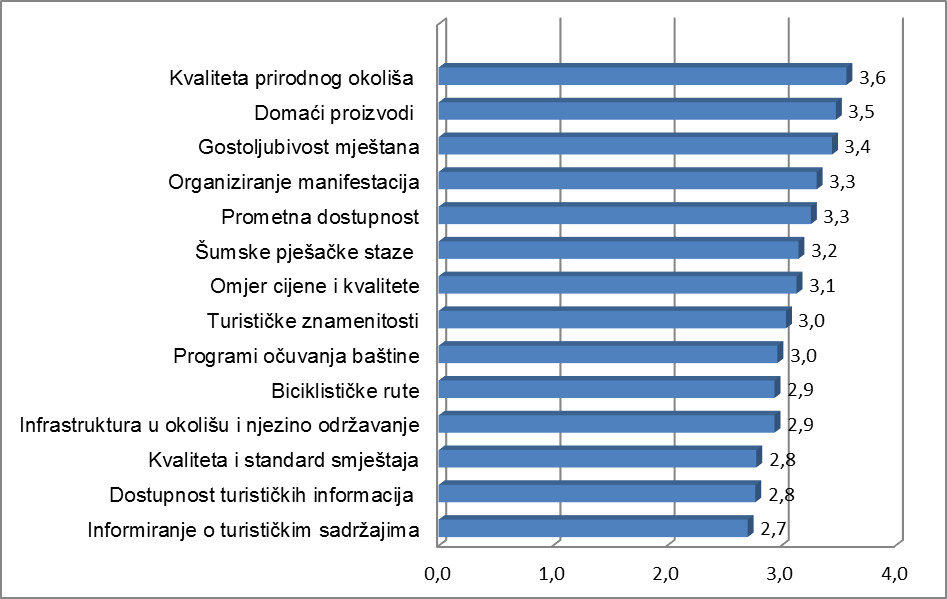 Kvaliteta prirodnog okoliša 3,6
Domaći proizvodi 3,5
Gostoljubivost mještana 3,4
Organiziranje manifestacija 3,3
Prometna dostupnost 3,3
Šumske pješačke staze 3,2
Omjer cijene i kvalitete 3,1
Turističke znamenitosti 3,0
Programi očuvanja baštine 3,0
Biciklističke rute 2,9
Infrastruktura u okolišu i njezino održavanje 2,9
Kvaliteta i standard smještaja 2,8
Dostupnost turističkih informacija 2,8
Informiranje o turističkim sadržajima 2,7
0,0 1,0 2,0 3,0 4,0